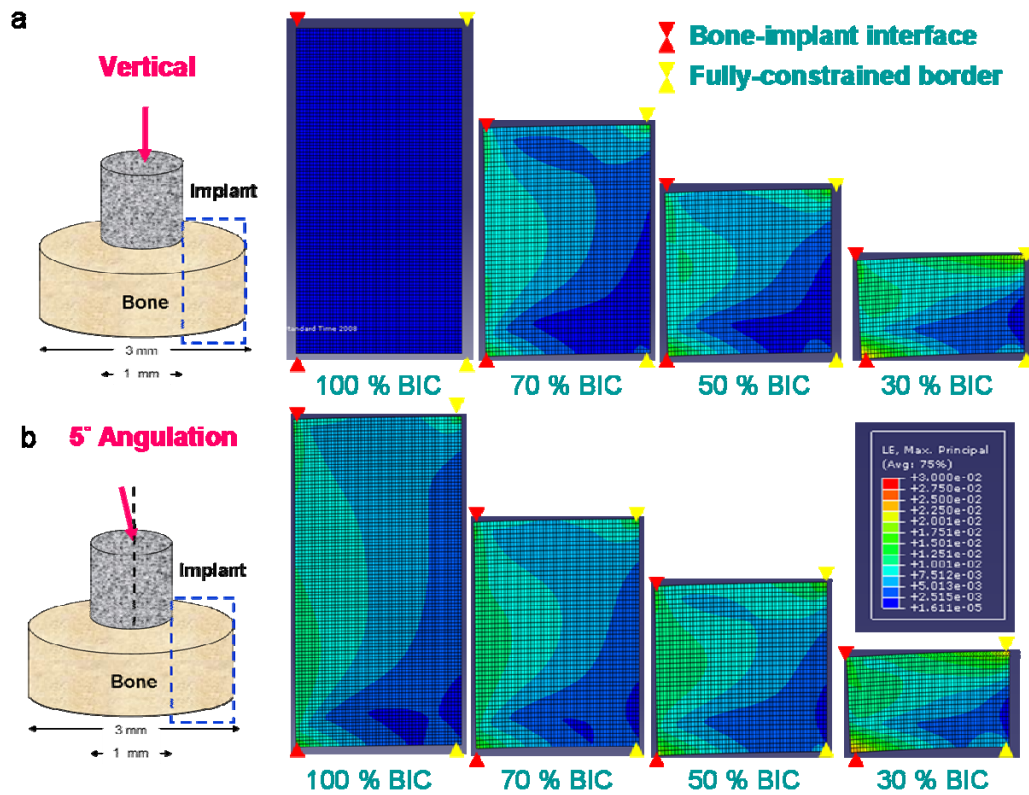 a
Vertical
Implant
Bone
3 mm
1 mm
Bone-implant interface
Fully-constrained border
tandard Time 2008
100 % BIC
70 % BIC
50 % BIC
30 % BIC
b
5° Angulation
Implant
Bone
3 mm
1 mm
LE, Max. Principal
(Avg: 75%)
+3.000e-02
+2.750e-02
+2.500e-02
+2.250e-02
+2.001e-02
+1.751e-02
+1.501e-02
+1.251e-02
+1.001e-02
+7.512e-03
+5.013e-03
+2.515e-03
+1.611e-05
100 % BIC
70 % BIC
50 % BIC
30 % BIC